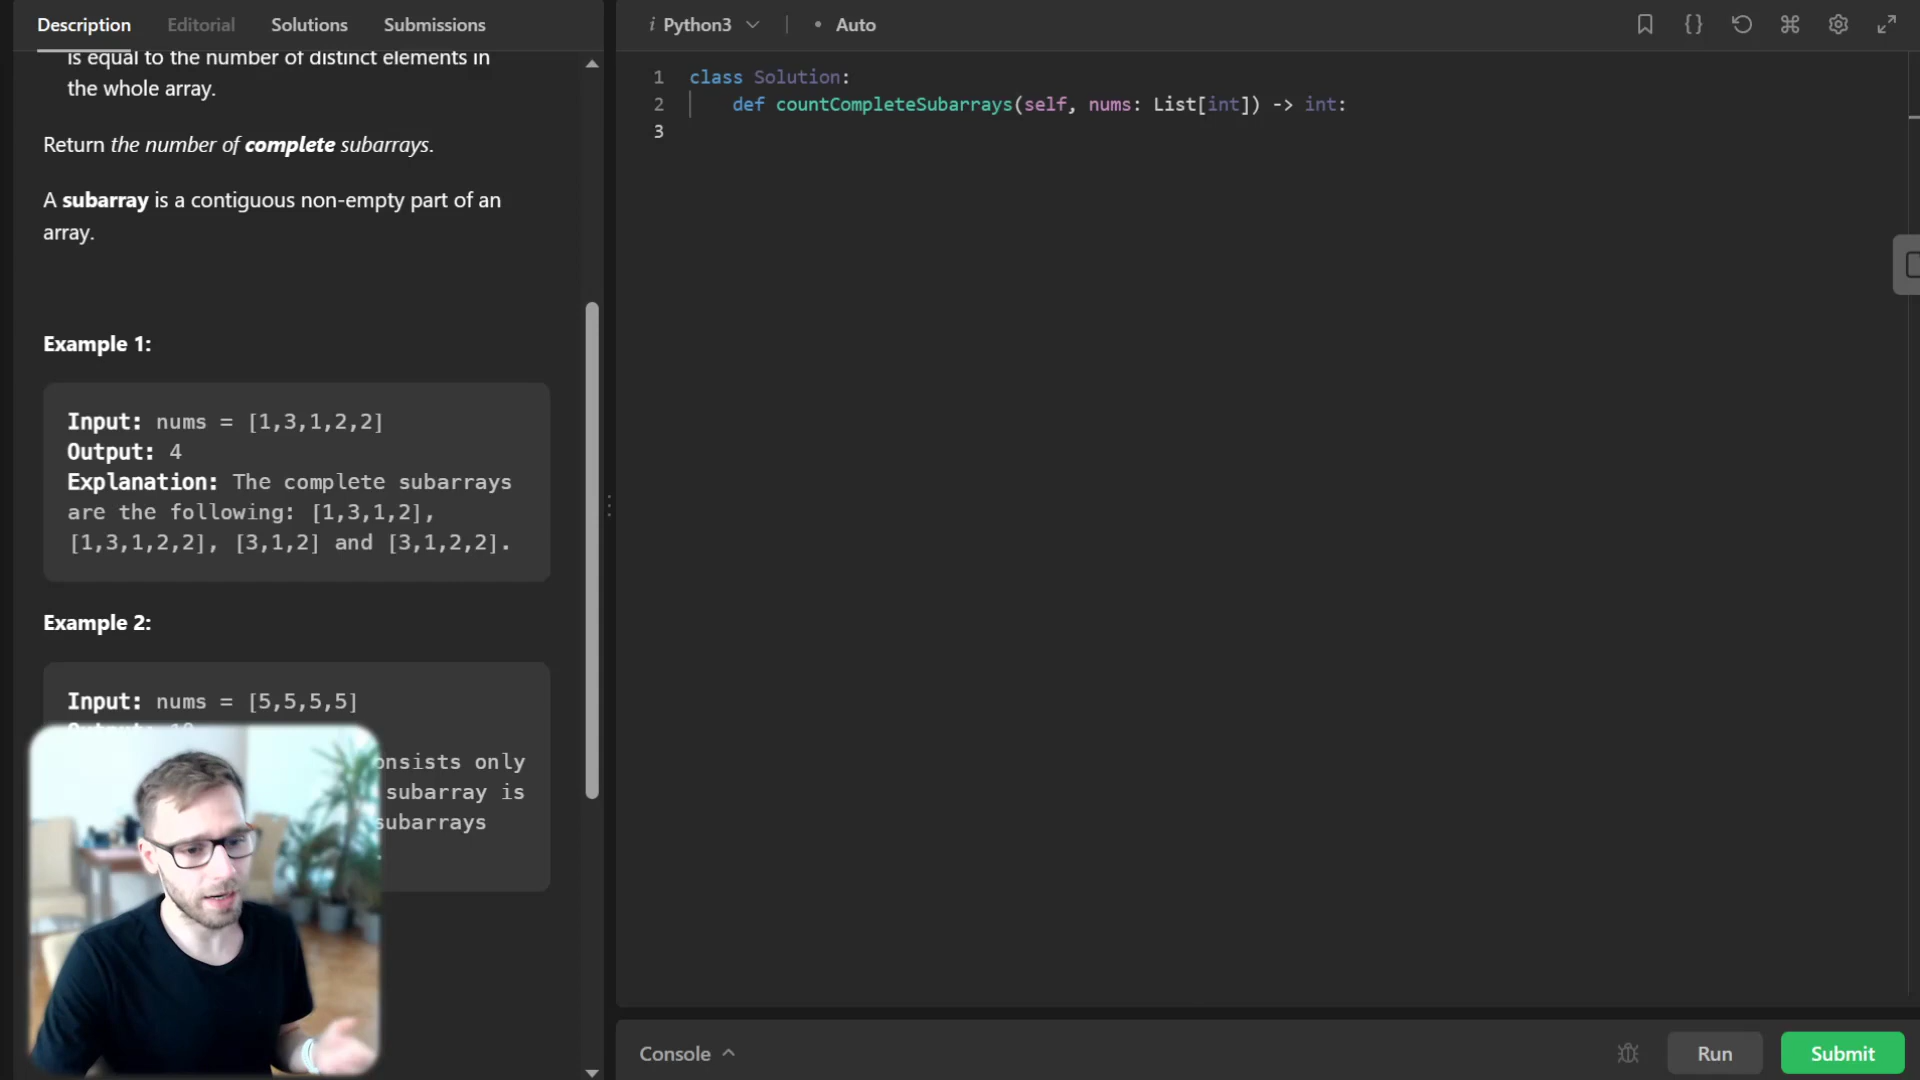 Description Editorial Solutions Submissions
is equal to the number of distinct elements in
the whole array.
Return the number of complete subarrays.
A subarray is a contiguous non-empty part of an
array.
Example 1:
Input: nums = [1,3,1,2,2]
Output: 4
Explanation: The complete subarrays
are the following: [1,3,1,2],
[1,3,1,2,2], [3,1,2] and [3,1,2,2].
Example 2:
Input: nums = [5,5,5,5]
onsists only
subarray is
subarrays
i Python3 • Auto
1 class Solution:
2 def countCompleteSubarrays(self, nums: List[int]) -> int:
3
Console
Run
Submit